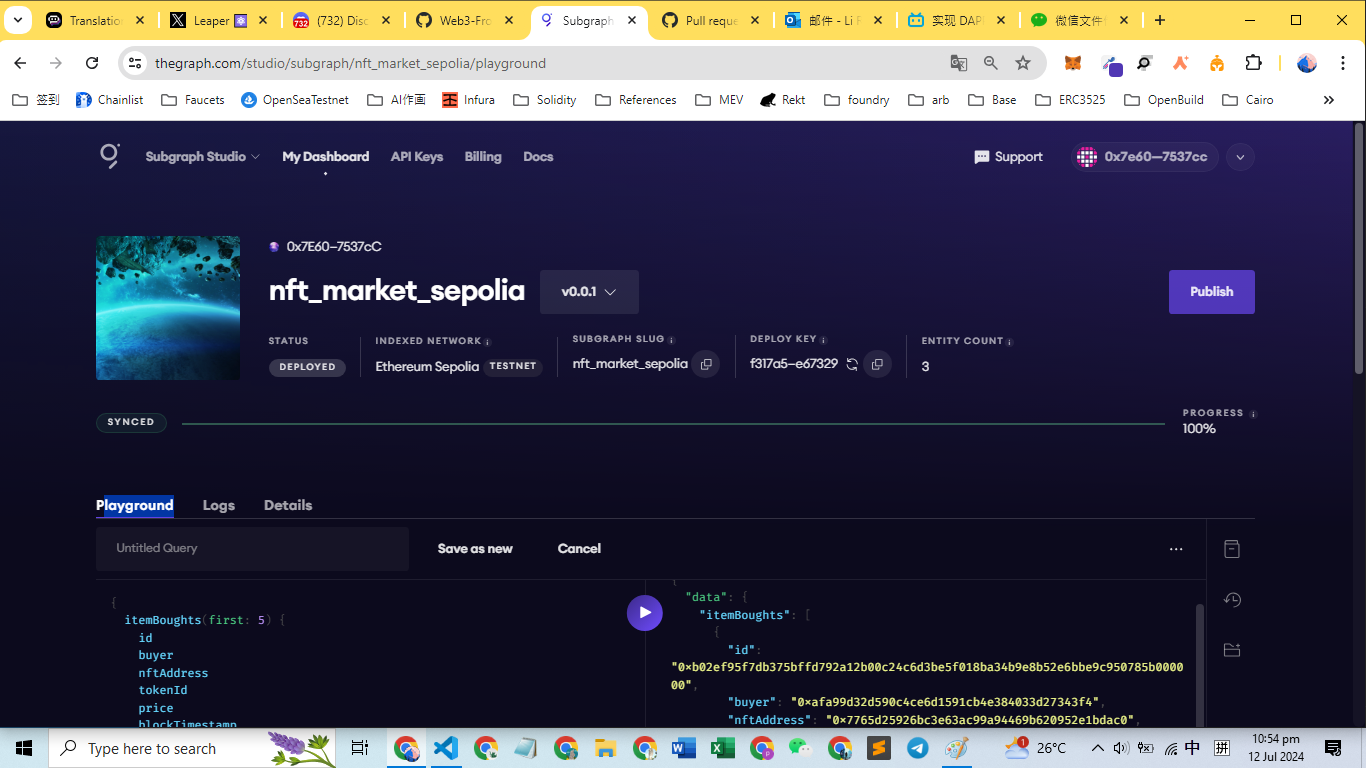 Translation
Leaper
(732) Disc
Web3-Fro
Subgraph
Pull reque
邮件 - Li F
实现 DAP
微信文件
thegraph.com/studio/subgraph/nft_market_sepolia/playground
签到 Chainlist Faucets OpenSeaTestnet AI作画 Infura Solidity References MEV Rekt foundry arb Base ERC3525 OpenBuild Cairo
Subgraph Studio My Dashboard API Keys Billing Docs Support 0x7e60—7537cc
0x7E60—7537cC
nft_market_sepolia v0.0.1 Publish
STATUS INDEXED NETWORK SUBGRAPH SLUG DEPLOY KEY ENTITY COUNT
DEPLOYED Ethereum Sepolia TESTNET nft_market_sepolia f317a5—e67329 3
SYNCED PROGRESS
100%
Playground Logs Details
Untitled Query Save as new Cancel
{
itemBoughts(first: 5) {
id
buyer
nftAddress
tokenId
price
blockTimestamp
{
"data": {
"itemBoughts": [
{
"id":
"0xb02ef95f7db375bffd792a12b00c24c6d3be5f018ba34b9e8b52e6bbe9c950785b0000
00",
"buyer": "0xafa99d32d590c4ce6d1591cb4e384033d27343f4",
"nftAddress": "0x7765d25926bc3e63ac99a94469b620952e1bdac0",
Type here to search 1 26°C 中 拼 10:54 pm
12 Jul 2024